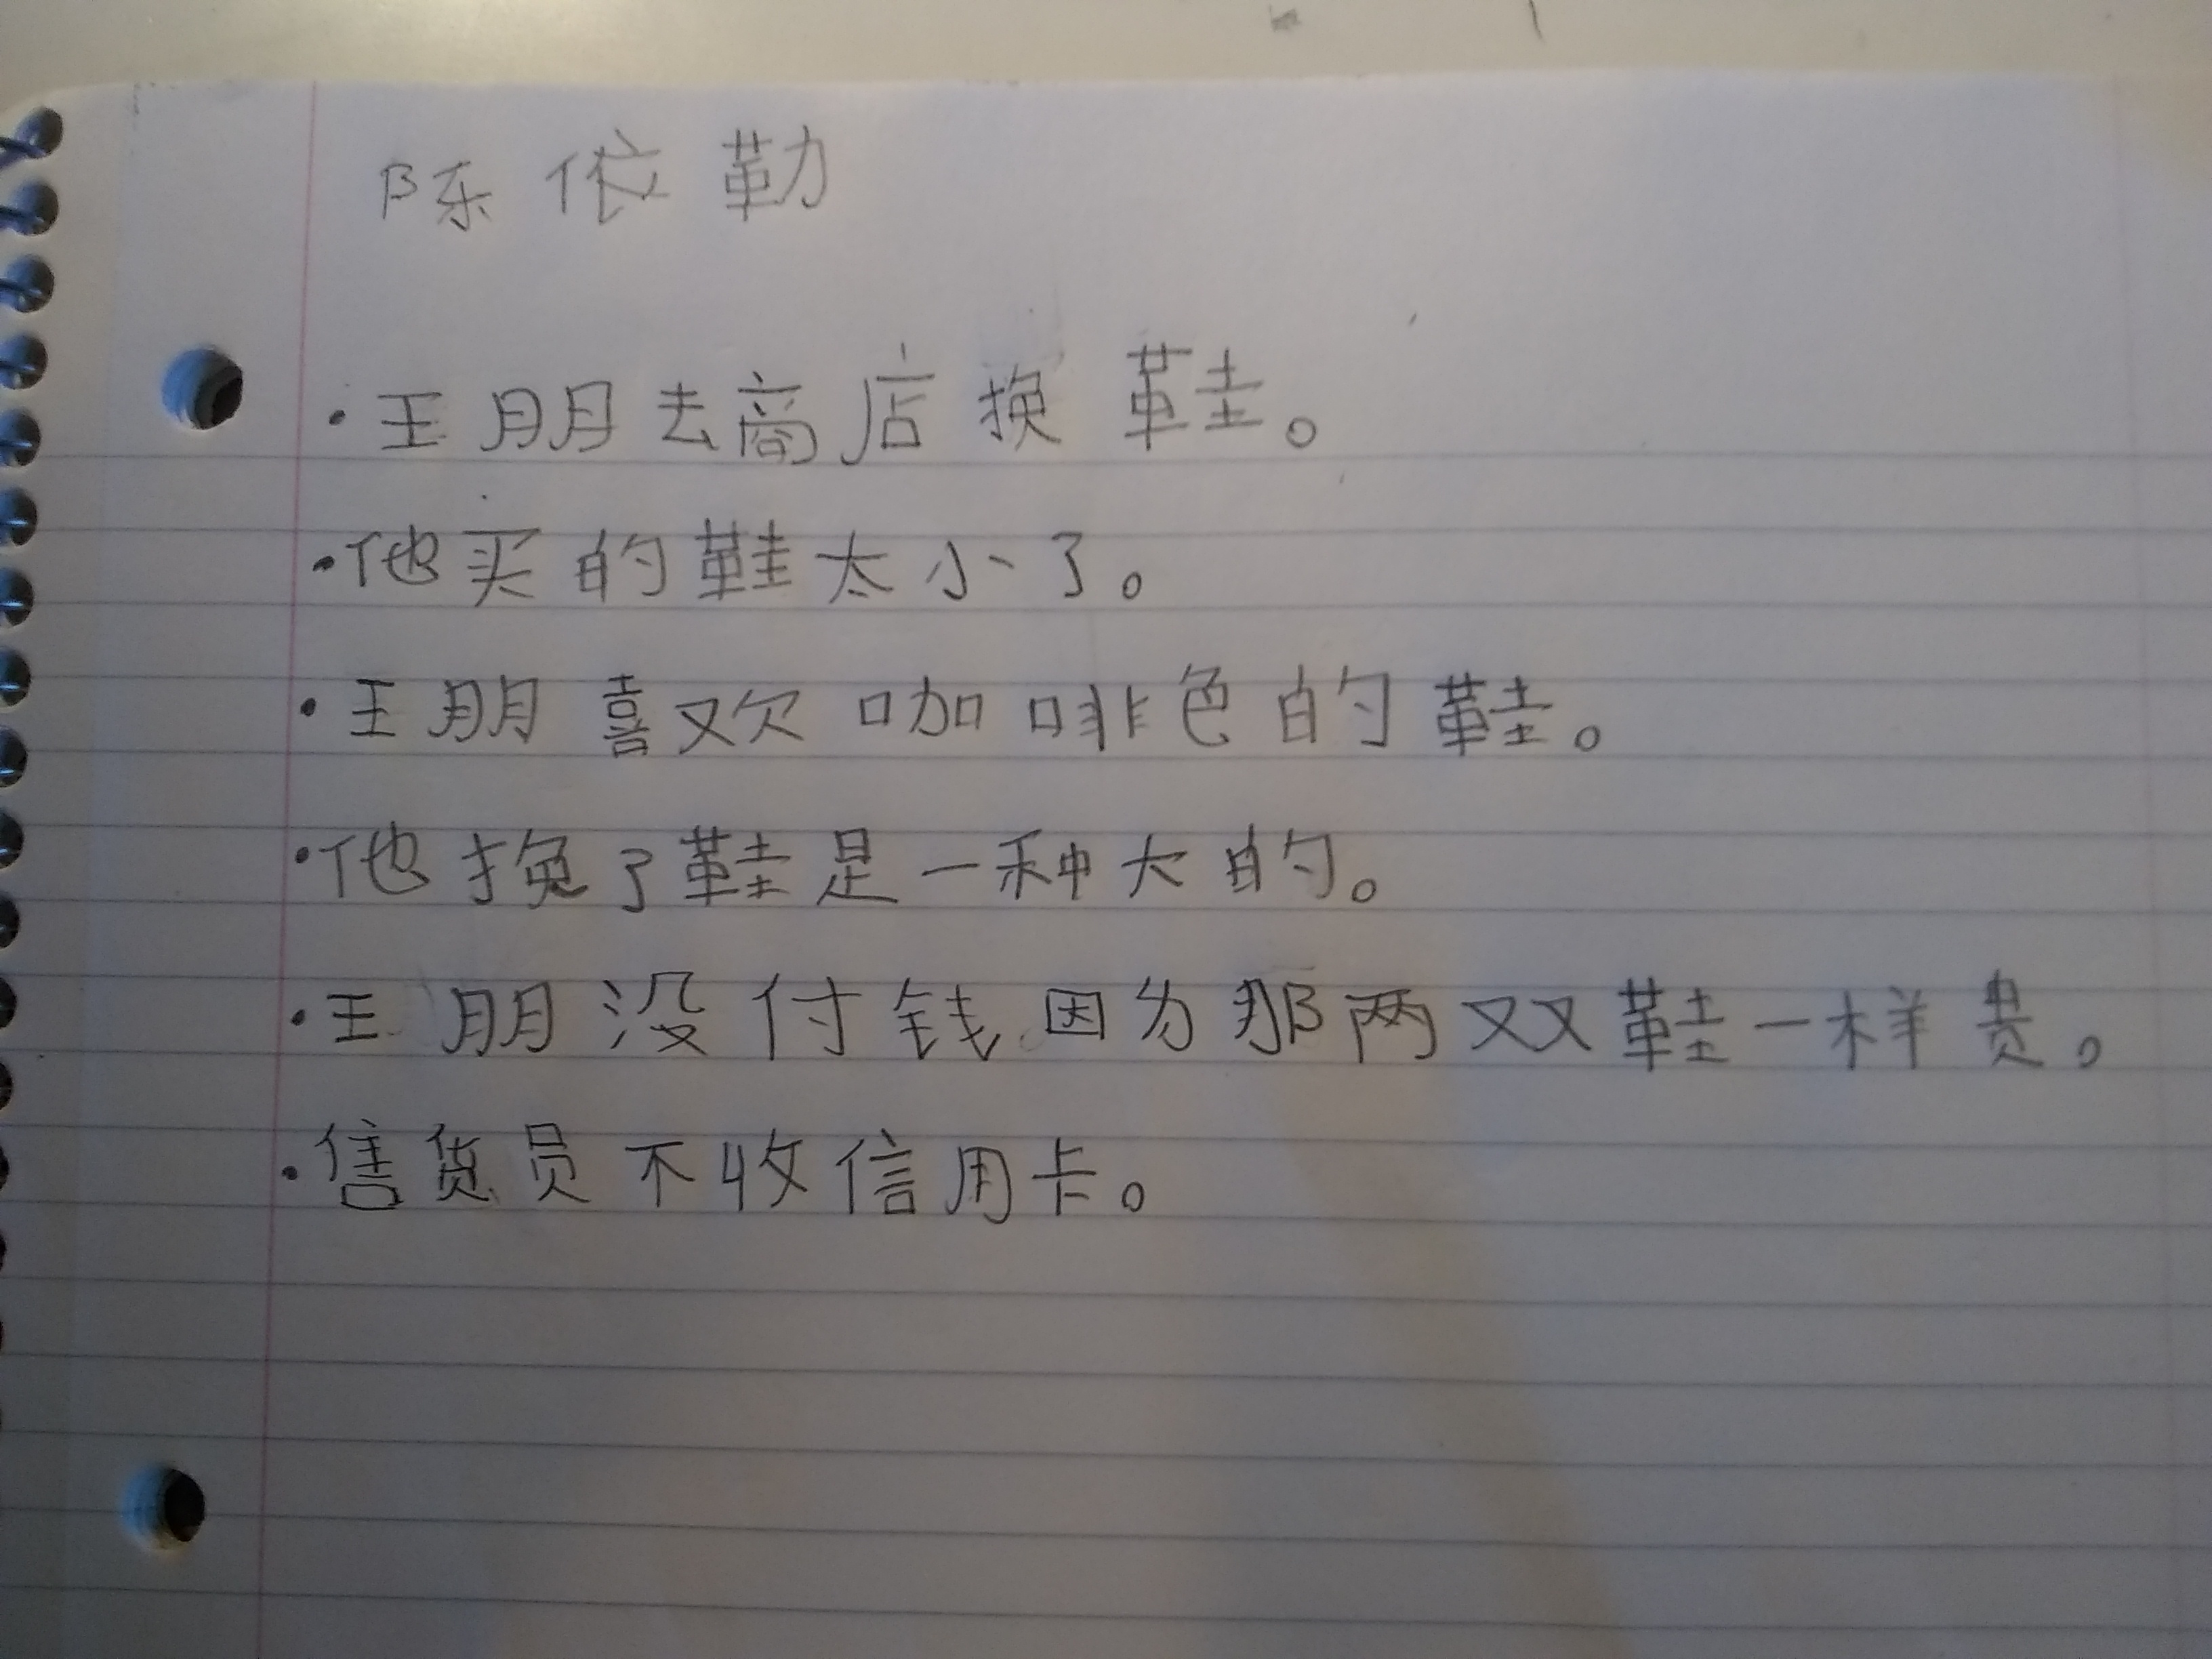 陈依勒
·王朋去商店换鞋。
·他买的鞋太小了。
·王朋喜欢咖啡色的鞋。
·他换了鞋是一种大的。
·王朋没付钱因为那两双鞋一样贵。
·售货员不收信用卡。